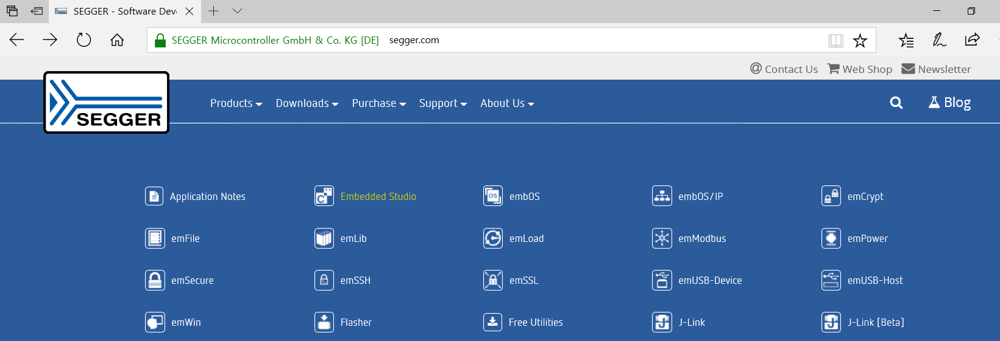 SEGGER - Software Dev
SEGGER Microcontroller GmbH & Co. KG [DE] segger.com
Contact Us Web Shop Newsletter
SEGGER
Products Downloads Purchase Support About Us Blog
Application Notes Embedded Studio OS embOS embOS/IP emCrypt
emFile emLib emLoad emModbus emPower
emSecure emSSH emSSL emUSB-Device emUSB-Host
emWin Flasher Free Utilities J-Link J-Link [Beta]